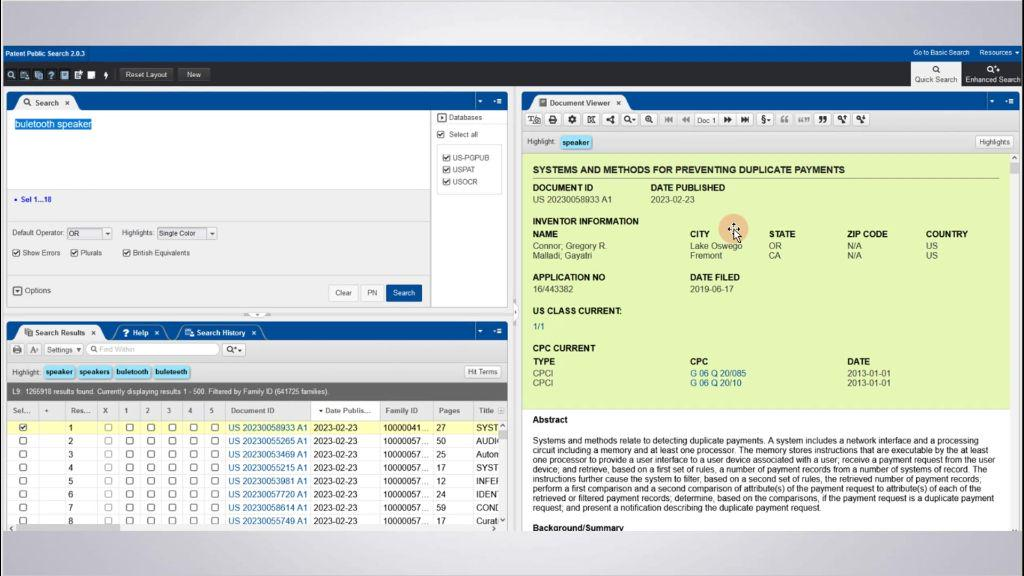 Patent Public Search 2.0.3
Go to Basic Search Resources
Reset Layout New
Quick Search Enhanced Search
Search
buletooth speaker
Databases
Select all
US-PGPUB
USPAT
USOCR
Sel 1...18
Default Operator: OR Highlights: Single Color
Show Errors Plurals British Equivalents
Options
Clear PN Search
Search Results Help Search History
Settings Find Within
Highlight: speaker speakers buletooth buleteeth Hit Terms
L9: 1265918 results found. Currently displaying results 1 - 500. Filtered by Family ID (641725 families).
Sel... + Res... X 1 2 3 4 5 Document ID Date Publis... Family ID Pages Title
1 US 20230058933 A1 2023-02-23 10000041... 27 SYST
2 US 20230055265 A1 2023-02-23 10000057... 50 AUDI
3 US 20230053469 A1 2023-02-23 10000057... 25 Autom
4 US 20230055215 A1 2023-02-23 10000057... 17 SYST
5 US 20230053981 A1 2023-02-23 10000057... 12 INFER
6 US 20230057720 A1 2023-02-23 10000057... 24 IDENT
7 US 20230058614 A1 2023-02-23 10000057... 59 COND
8 US 20230055749 A1 2023-02-23 10000057... 17 Curat
Document Viewer
Doc 1
Highlight: speaker Highlights
SYSTEMS AND METHODS FOR PREVENTING DUPLICATE PAYMENTS
DOCUMENT ID DATE PUBLISHED
US 20230058933 A1 2023-02-23
INVENTOR INFORMATION
NAME CITY STATE ZIP CODE COUNTRY
Connor; Gregory R. Lake Oswego OR N/A US
Malladi; Gayatri Fremont CA N/A US
APPLICATION NO DATE FILED
16/443382 2019-06-17
US CLASS CURRENT:
1/1
CPC CURRENT
TYPE CPC DATE
CPCI G 06 Q 20/085 2013-01-01
CPCI G 06 Q 20/10 2013-01-01
Abstract
Systems and methods relate to detecting duplicate payments. A system includes a network interface and a processing
circuit including a memory and at least one processor. The memory stores instructions that are executable by the at least
one processor to provide a user interface to a user device associated with a user; receive a payment request from the user
device; and retrieve, based on a first set of rules, a number of payment records from a number of systems of record. The
instructions further cause the system to filter, based on a second set of rules, the retrieved number of payment records;
perform a first comparison and a second comparison of attribute(s) of the payment request to attribute(s) of each of the
retrieved or filtered payment records; determine, based on the comparisons, if the payment request is a duplicate payment
request; and present a notification describing the duplicate payment request.
Background/Summary